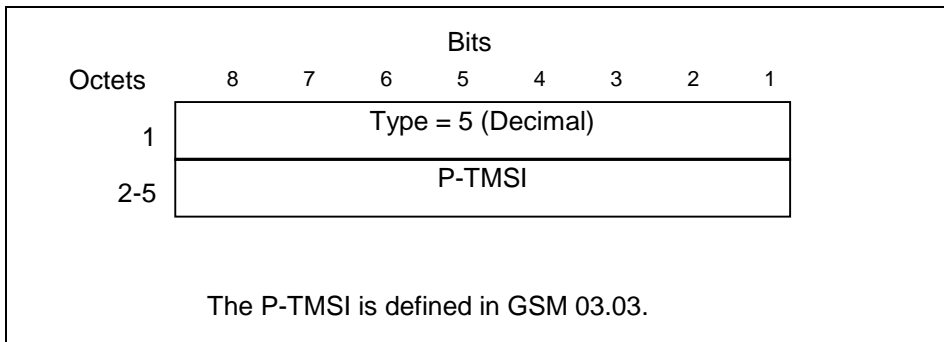 Bits
Octets 8 7 6 5 4 3 2 1
1 Type = 5 (Decimal)
2-5 P-TMSI
The P-TMSI is defined in GSM 03.03.